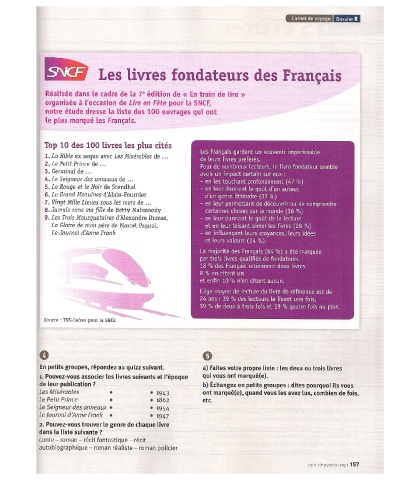 Carnet de voyage | Dossier 8
SNCF
Les livres fondateurs des Français
Réalisée dans le cadre de la 7e édition de « En train de lire »
organisée à l'occasion de Lire en Fête pour la SNCF,
notre étude dresse la liste des 100 ouvrages qui ont
le plus marqué les Français.
Top 10 des 100 livres les plus cités
1. La Bible ex aequo avec Les Misérables de ...
2. Le Petit Prince de ...
3. Germinal de ...
4. Le Seigneur des anneaux de ...
5. Le Rouge et le Noir de Stendhal
6. Le Grand Meaulnes d'Alain-Fournier
7. Vingt Mille Lieues sous les mers de ...
8. Jamais sans ma fille de Betty Mahmoody
9. Les Trois Mousquetaires d'Alexandre Dumas,
La Gloire de mon père de Marcel Pagnol,
Le Journal d'Anne Frank
Source : TNS-Sofres pour la SNCF
Les Français gardent un souvenir impérissable
de leurs livres préférés.
Pour de nombreux lecteurs, le livre fondateur semble
avoir un impact certain sur eux :
– en les touchant profondément (47 %)
– en leur donnant le goût d'un auteur,
d'un genre littéraire (37 %)
– en leur permettant de découvrir ou de comprendre
certaines choses sur le monde (36 %)
– en leur donnant le goût de la lecture
et en leur faisant aimer les livres (28 %)
– en influençant leurs croyances, leurs idées
et leurs valeurs (24 %).
La majorité des Français (64 %) a été marquée
par trois livres qualifiés de fondateurs.
18 % des Français retiennent deux livres
8 % en citent un
et enfin 10 % n'en citent aucun.
L'âge moyen de lecture du livre de référence est de
24 ans : 39 % des lecteurs le lisent une fois,
39 % de deux à trois fois et 19 % quatre fois ou plus.
4
En petits groupes, répondez au quizz suivant.
1. Pouvez-vous associer les livres suivants et l'époque
de leur publication ?
Les Misérables • • 1943
Le Petit Prince • • 1862
Le Seigneur des anneaux • • 1954
Le Journal d'Anne Frank • • 1947
2. Pouvez-vous trouver le genre de chaque livre
dans la liste suivante ?
conte – roman – récit fantastique – récit
autobiographique – roman réaliste – roman policier
5
a) Faites votre propre liste : les deux ou trois livres
qui vous ont marqué(e).
b) Échangez en petits groupes : dites pourquoi ils vous
ont marqué(e), quand vous les avez lus, combien de fois,
etc.
cent cinquante-sept 157